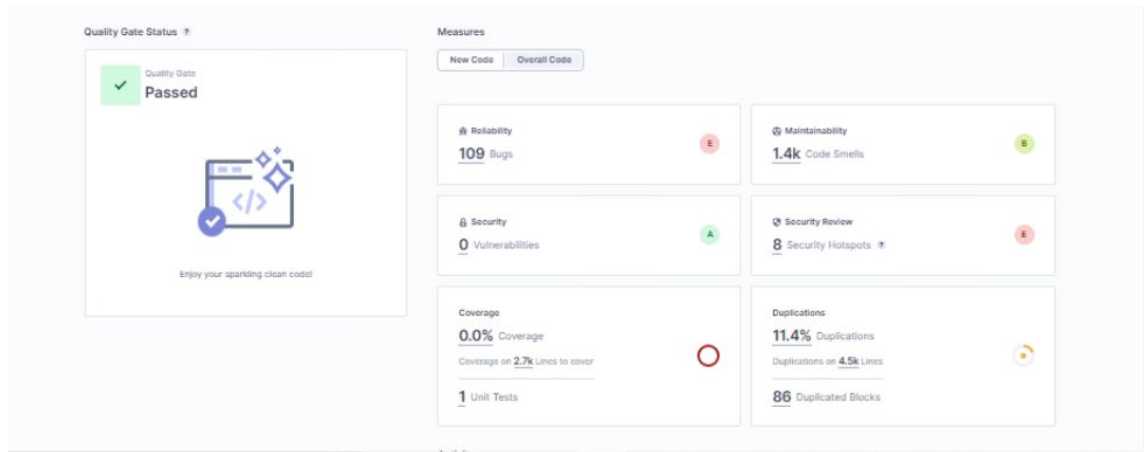 Quality Gate Status ?
Quality Gate
Passed
</>
Enjoy your sparkling clean code!
Measures
New Code Overall Code
Reliability
109 Bugs
E
Maintainability
1.4k Code Smells
B
Security
0 Vulnerabilities
A
Security Review
8 Security Hotspots ?
E
Coverage
0.0% Coverage
Coverage on 2.7k Lines to cover
1 Unit Tests
Duplications
11.4% Duplications
Duplications on 4.5k Lines
86 Duplicated Blocks